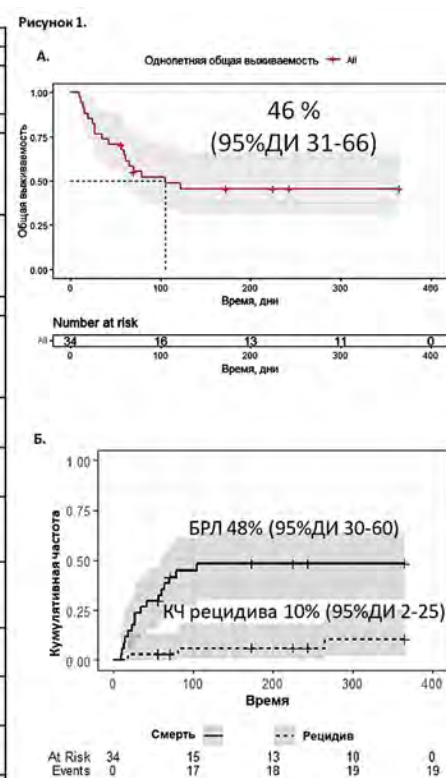 Рисунок 1.
А.
Однолетняя общая выживаемость All
46 %
(95%ДИ 31-66)
Общая выживаемость
1.00
0.75
0.50
0.25
0.00
0 100 200 300 400
Время, дни
Number at risk
All 34 16 13 11 0
0 100 200 300 400
Время, дни
Б.
Кумулятивная частота
1.00
0.75
0.50
0.25
0.00
БРЛ 48% (95%ДИ 30-60)
КЧ рецидива 10% (95%ДИ 2-25)
0 100 200 300 400
Время
Смерть Рецидив
At Risk 34 15 13 10 0
Events 0 17 18 19 19